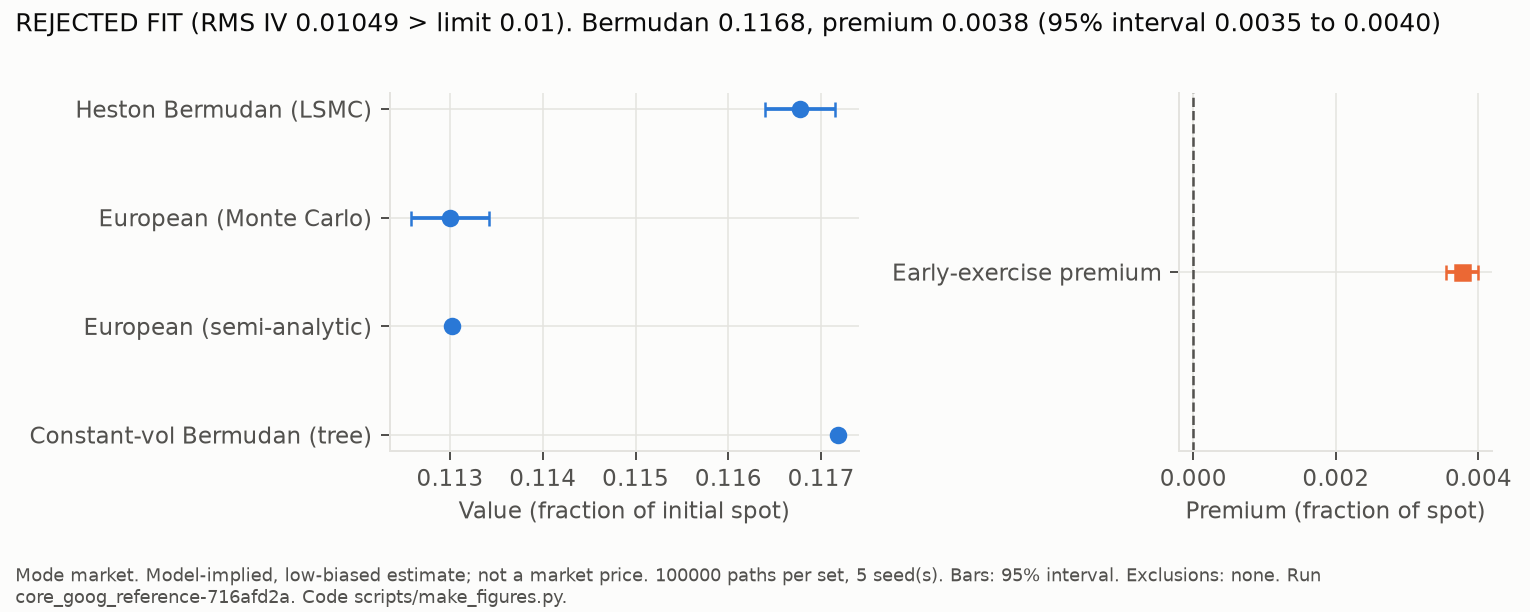 REJECTED FIT (RMS IV 0.01049 > limit 0.01). Bermudan 0.1168, premium 0.0038 (95% interval 0.0035 to 0.0040)
Heston Bermudan (LSMC)
European (Monte Carlo)
European (semi-analytic)
Constant-vol Bermudan (tree)
0.113 0.114 0.115 0.116 0.117
Value (fraction of initial spot)
Early-exercise premium
0.000 0.002 0.004
Premium (fraction of spot)
Mode market. Model-implied, low-biased estimate; not a market price. 100000 paths per set, 5 seed(s). Bars: 95% interval. Exclusions: none. Run
core_goog_reference-716afd2a. Code scripts/make_figures.py.